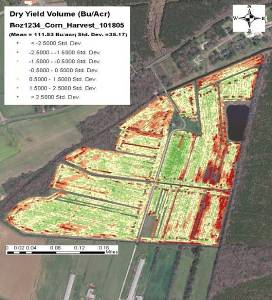 Dry Yield Volume (Bu/Acr)
Roz1234_Corn_Harvest_101805
(Mean = 111.83 Bu/acr; Std. Dev. =35.17)
< -2.5000 Std. Dev.
-2.5000 - -1.5000 Std. Dev.
-1.5000 - -0.5000 Std. Dev.
-0.5000 - 0.5000 Std. Dev.
0.5000 - 1.5000 Std. Dev.
1.5000 - 2.5000 Std. Dev.
> 2.5000 Std. Dev.
0 0.02 0.04 0.08 0.12 0.16
Miles